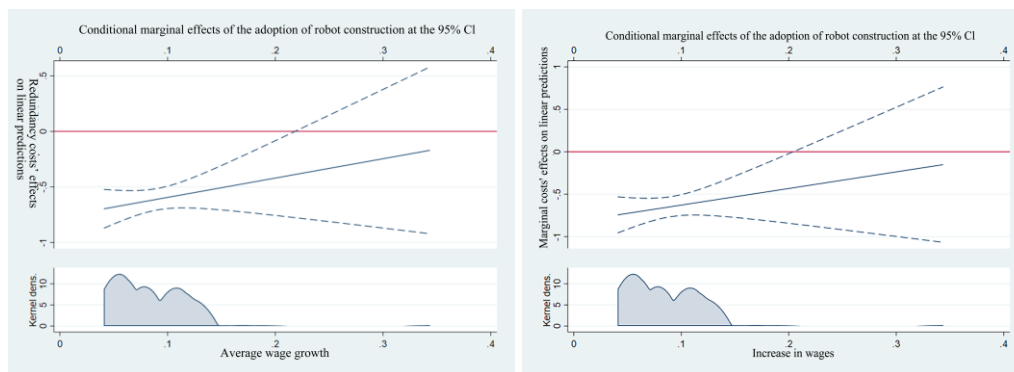 Conditional marginal effects of the adoption of robot construction at the 95% Cl
0 .1 .2 .3 .4
Redundancy costs' effects
on linear predictions
.5
0
-.5
-1
Kernel dens.
10
5
0
0 .1 .2 .3 .4
Average wage growth
Conditional marginal effects of the adoption of robot construction at the 95% Cl
0 .1 .2 .3 .4
Marginal costs' effects on linear predictions
1
.5
0
-.5
-1
Kernel dens.
10
5
0
0 .1 .2 .3 .4
Increase in wages